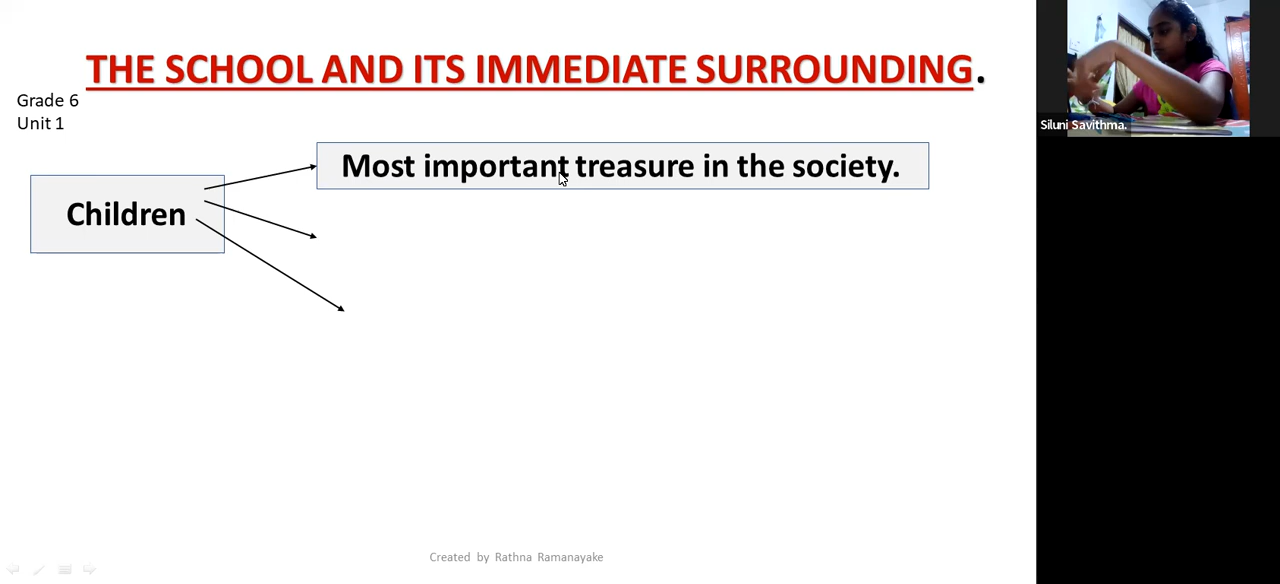 THE SCHOOL AND ITS IMMEDIATE SURROUNDING.
Grade 6
Unit 1
Most important treasure in the society.
Children
Siluni Savithma.
Created by Rathna Ramanayake